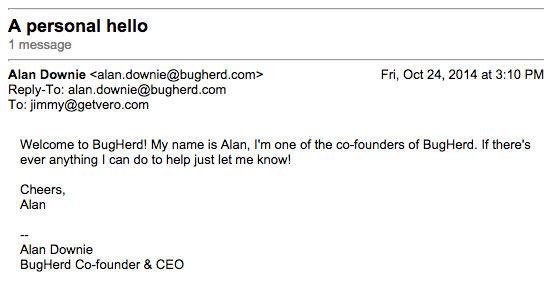 A personal hello
1 message
Alan Downie <alan.downie@bugherd.com> Fri, Oct 24, 2014 at 3:10 PM
Reply-To: alan.downie@bugherd.com
To: jimmy@getvero.com
Welcome to BugHerd! My name is Alan, I'm one of the co-founders of BugHerd. If there's
ever anything I can do to help just let me know!
Cheers,
Alan
--
Alan Downie
BugHerd Co-founder & CEO